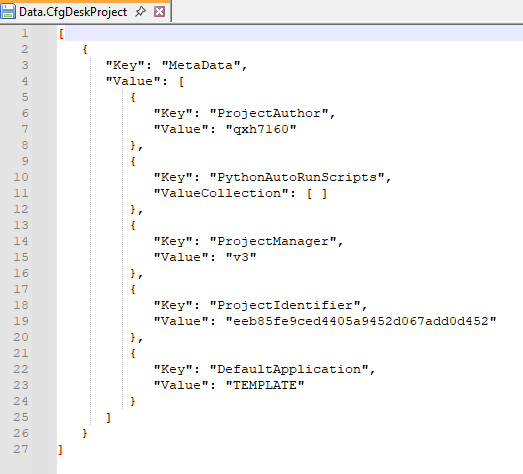 Data.CfgDeskProject
1 [
2 {
3 "Key": "MetaData",
4 "Value": [
5 {
6 "Key": "ProjectAuthor",
7 "Value": "qxh7160"
8 },
9 {
10 "Key": "PythonAutoRunScripts",
11 "ValueCollection": [ ]
12 },
13 {
14 "Key": "ProjectManager",
15 "Value": "v3"
16 },
17 {
18 "Key": "ProjectIdentifier",
19 "Value": "eeb85fe9ced4405a9452d067add0d452"
20 },
21 {
22 "Key": "DefaultApplication",
23 "Value": "TEMPLATE"
24 }
25 ]
26 }
27 ]